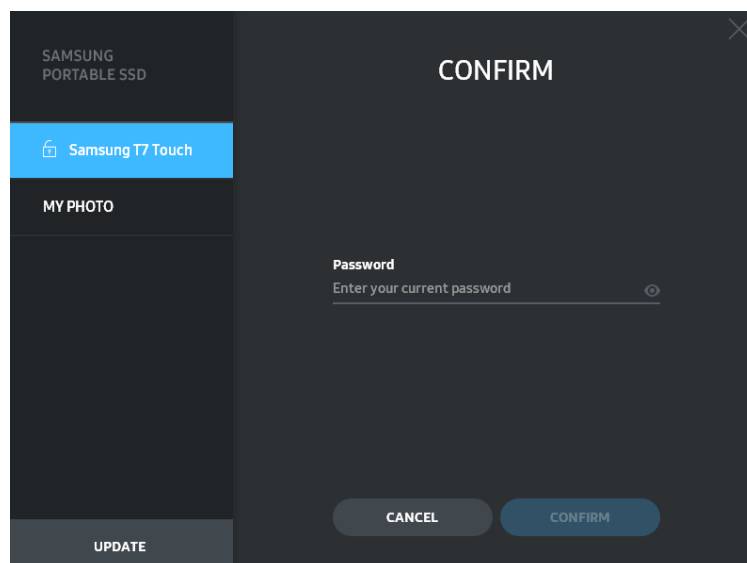 SAMSUNG
PORTABLE SSD
Samsung T7 Touch
MY PHOTO
UPDATE
CONFIRM
Password
Enter your current password
CANCEL
CONFIRM